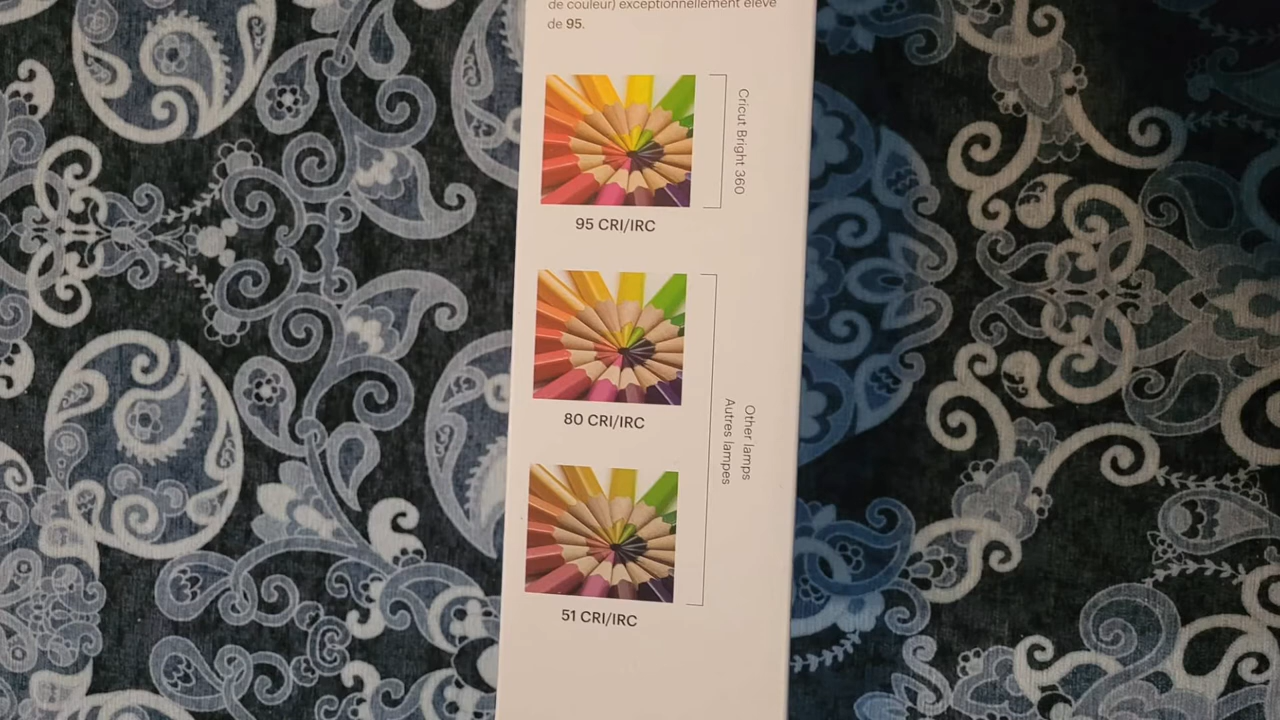 de couleur) exceptionnellement élevé
de 95.
Cricut Bright 360
95 CRI/IRC
80 CRI/IRC
Other lamps
Autres lampes
51 CRI/IRC